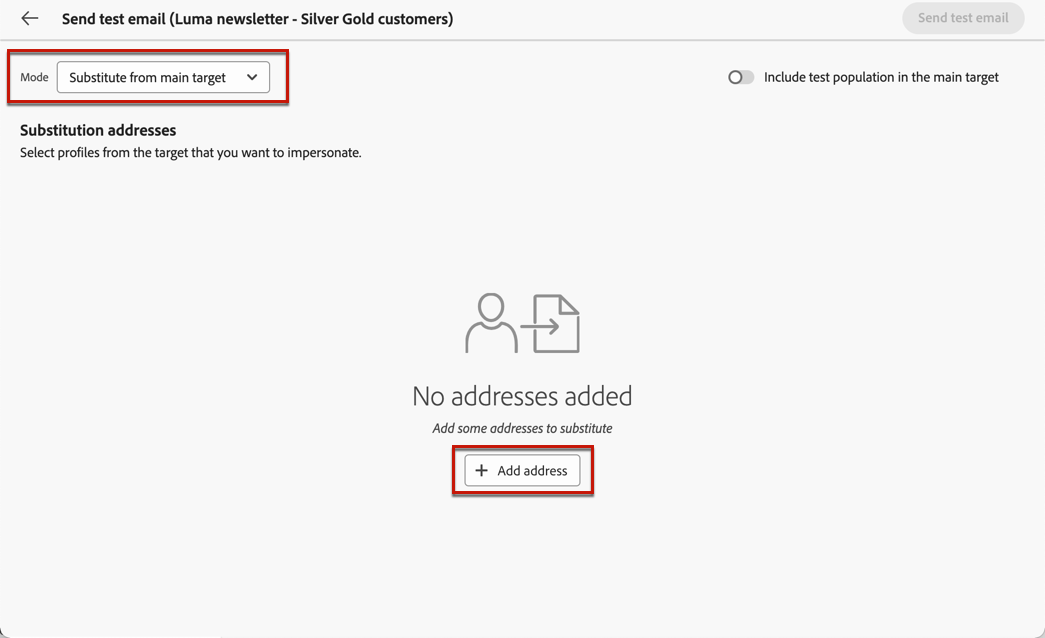 Send test email (Luma newsletter - Silver Gold customers)
Send test email
Mode
Substitute from main target
Include test population in the main target
Substitution addresses
Select profiles from the target that you want to impersonate.
No addresses added
Add some addresses to substitute
Add address